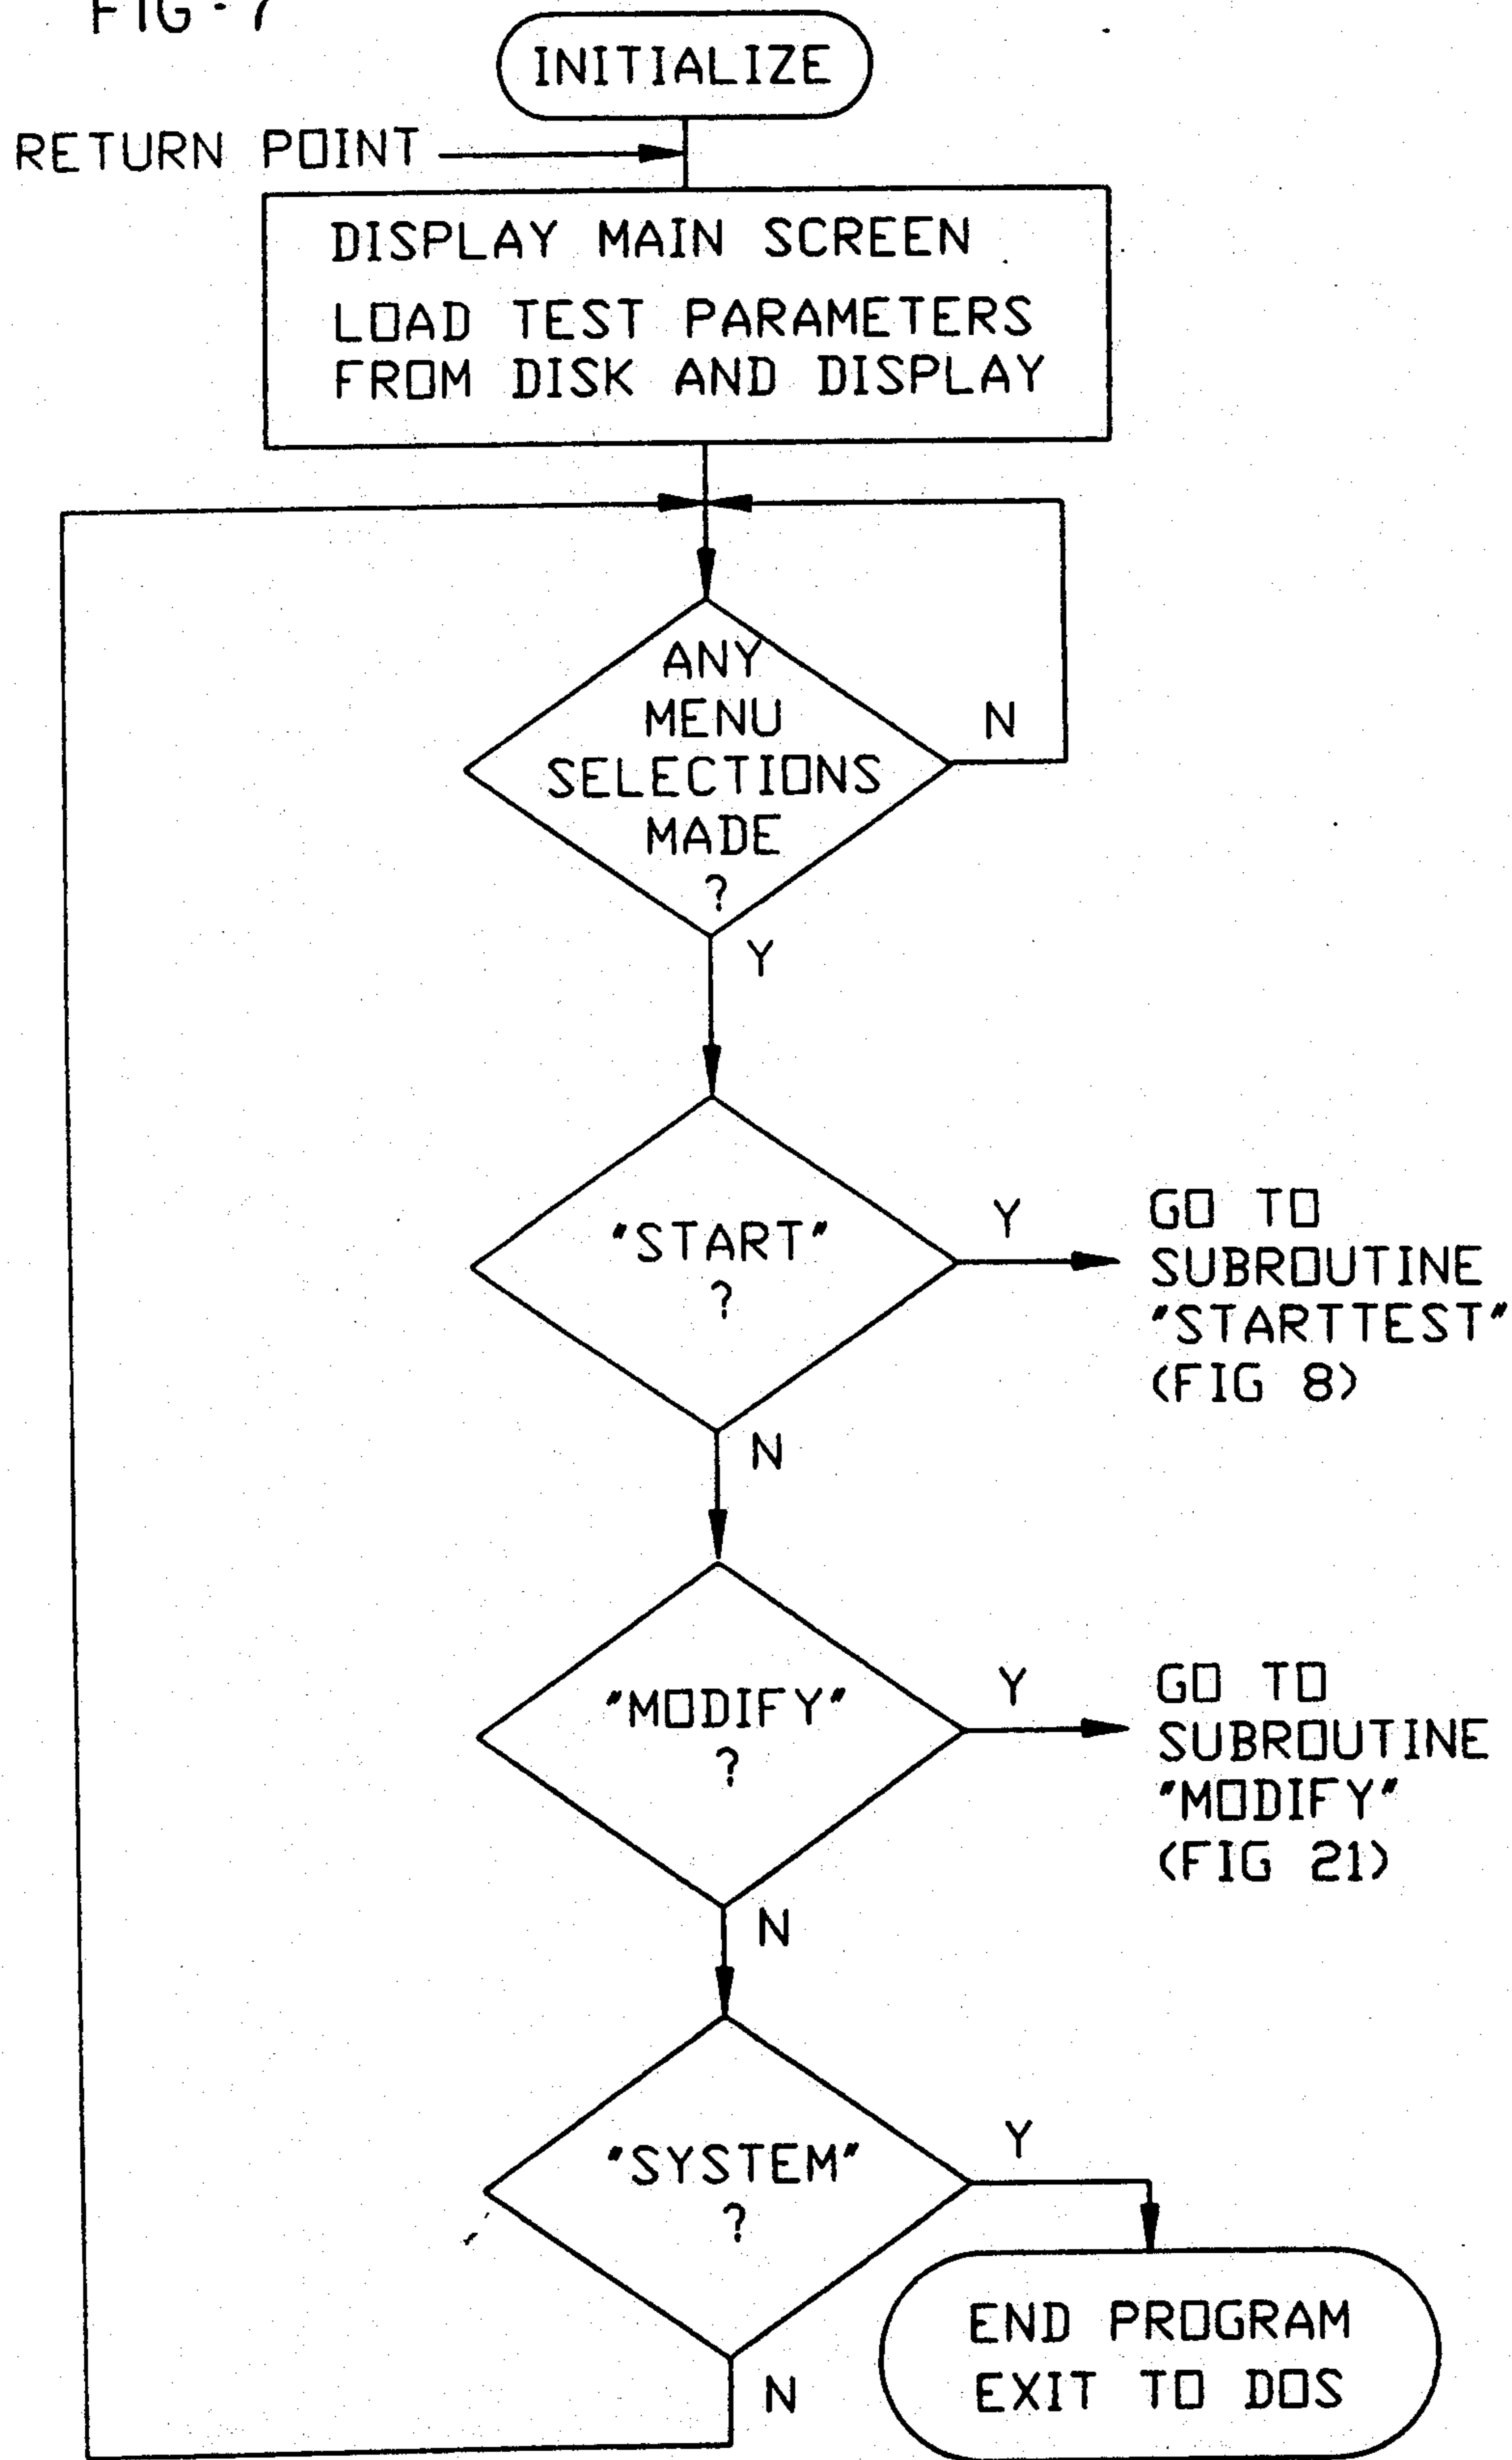 FIG - 7
INITIALIZE
RETURN POINT
DISPLAY MAIN SCREEN
LOAD TEST PARAMETERS
FROM DISK AND DISPLAY
ANY
MENU
SELECTIONS
MADE
?
N
Y
"START"
?
Y
GO TO
SUBROUTINE
"STARTTEST"
(FIG 8)
N
"MODIFY"
?
Y
GO TO
SUBROUTINE
"MODIFY"
(FIG 21)
N
"SYSTEM"
?
Y
N
END PROGRAM
EXIT TO DOS